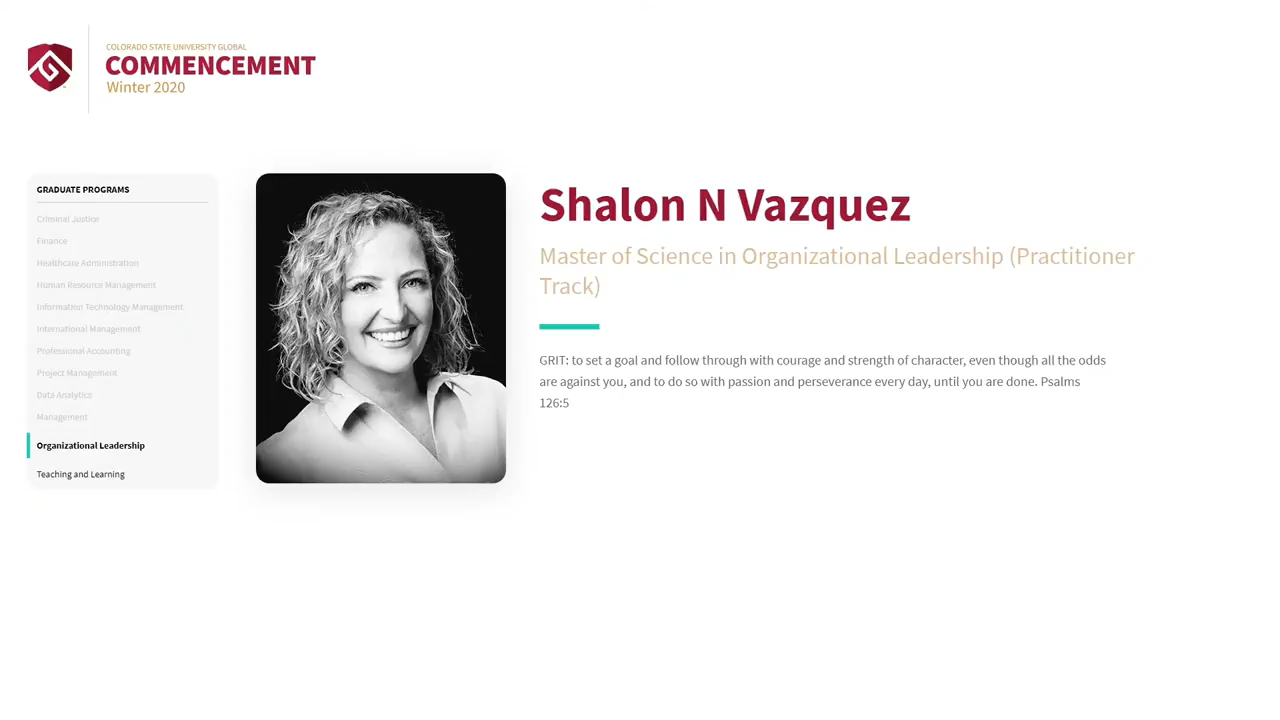 COLORADO STATE UNIVERSITY GLOBAL
COMMENCEMENT
Winter 2020
GRADUATE PROGRAMS
Criminal Justice
Finance
Healthcare Administration
Human Resource Management
Information Technology Management
International Management
Professional Accounting
Project Management
Data Analytics
Management
Organizational Leadership
Teaching and Learning
Shalon N Vazquez
Master of Science in Organizational Leadership (Practitioner
Track)
GRIT: to set a goal and follow through with courage and strength of character, even though all the odds
are against you, and to do so with passion and perseverance every day, until you are done. Psalms
126:5